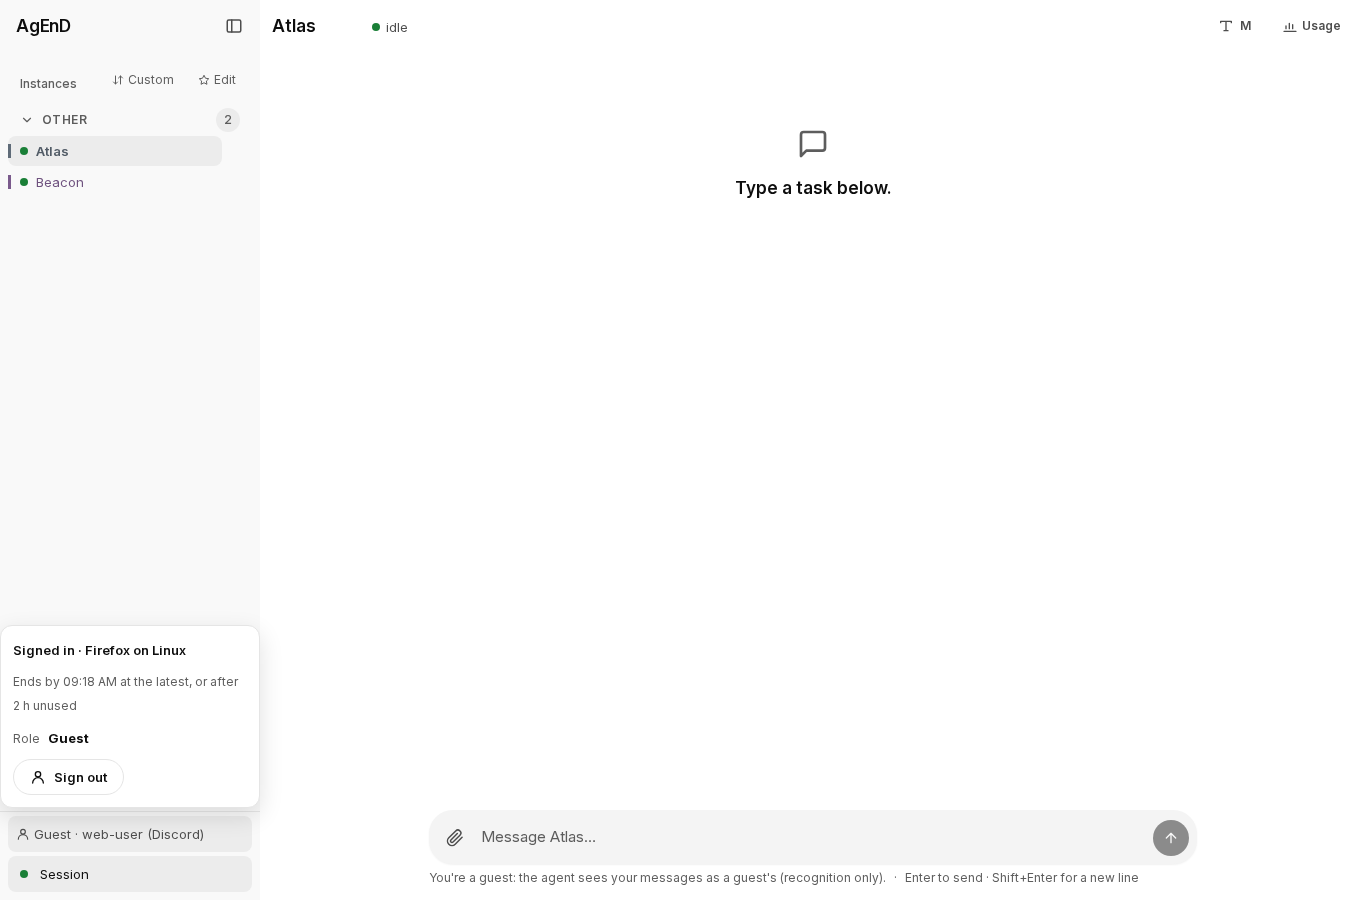 AgEnD
Instances
Custom
Edit
OTHER
2
Atlas
Beacon
Signed in · Firefox on Linux
Ends by 09:18 AM at the latest, or after
2 h unused
Role Guest
Sign out
Guest · web-user (Discord)
Session
Atlas
idle
M
Usage
Type a task below.
Message Atlas...
You're a guest: the agent sees your messages as a guest's (recognition only). · Enter to send · Shift+Enter for a new line